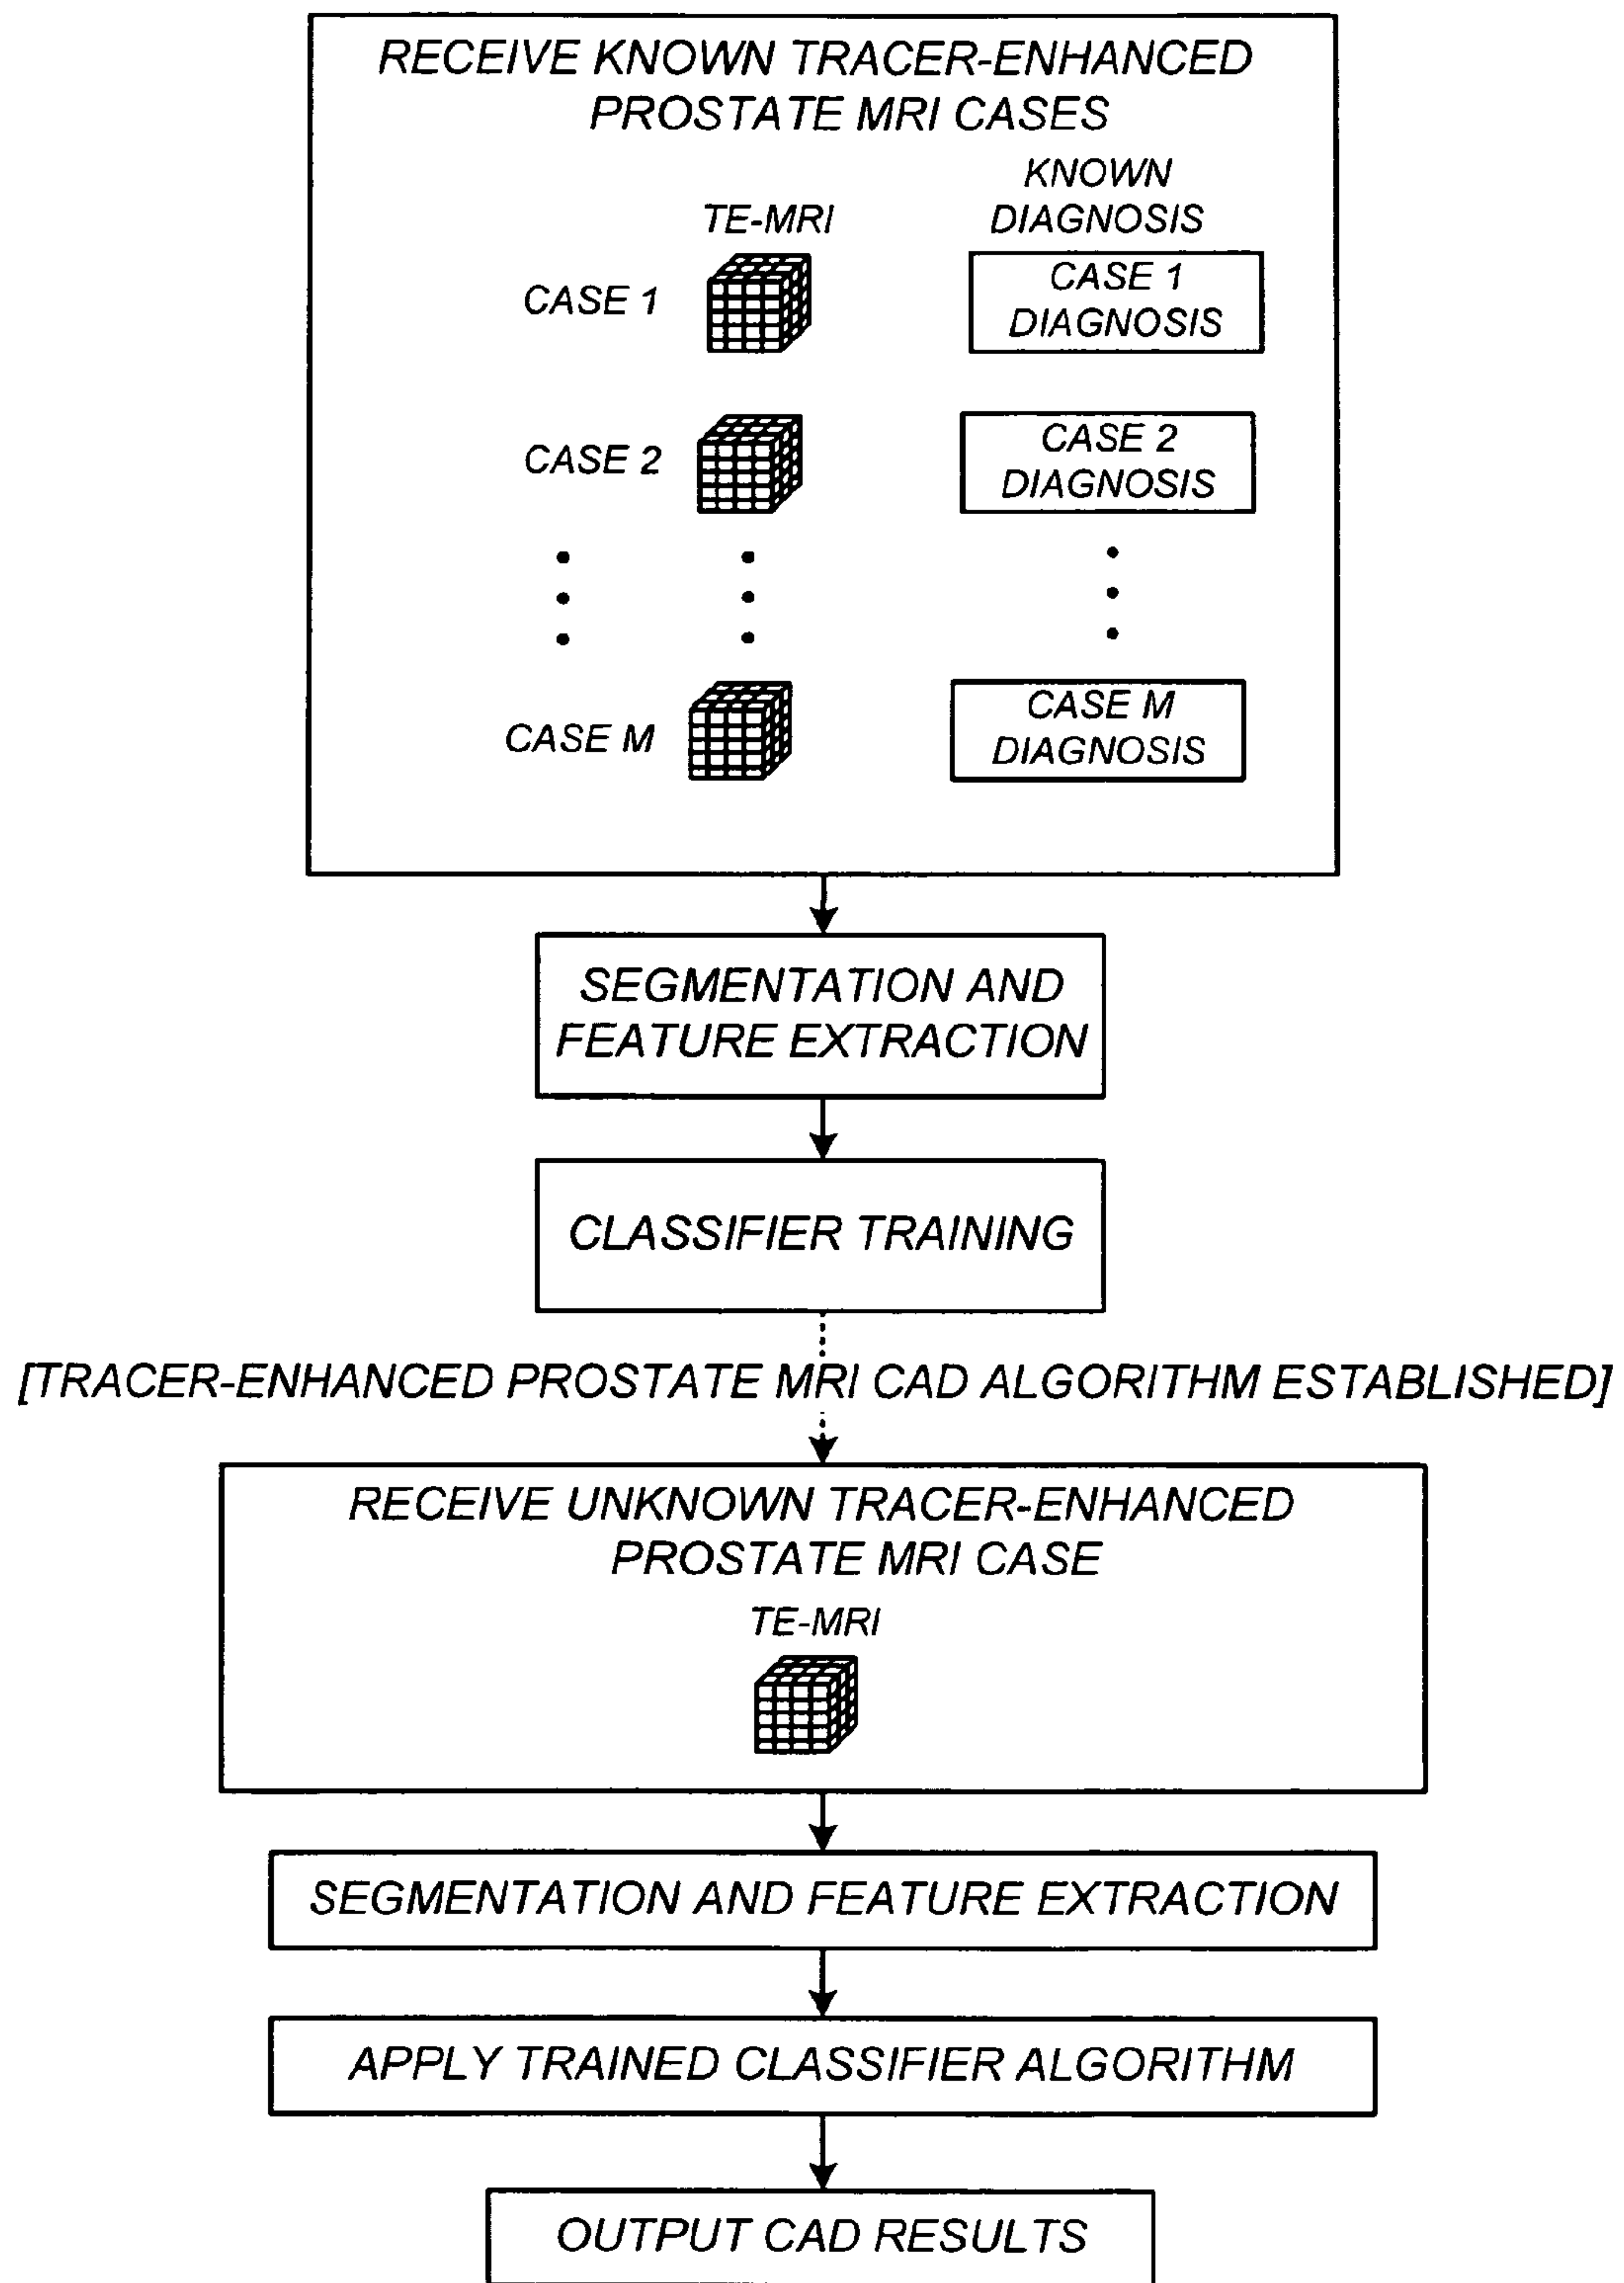 RECEIVE KNOWN TRACER-ENHANCED
PROSTATE MRI CASES
TE-MRI
KNOWN
DIAGNOSIS
CASE 1
CASE 1
DIAGNOSIS
CASE 2
CASE 2
DIAGNOSIS
CASE M
CASE M
DIAGNOSIS
SEGMENTATION AND
FEATURE EXTRACTION
CLASSIFIER TRAINING
[TRACER-ENHANCED PROSTATE MRI CAD ALGORITHM ESTABLISHED]
RECEIVE UNKNOWN TRACER-ENHANCED
PROSTATE MRI CASE
TE-MRI
SEGMENTATION AND FEATURE EXTRACTION
APPLY TRAINED CLASSIFIER ALGORITHM
OUTPUT CAD RESULTS